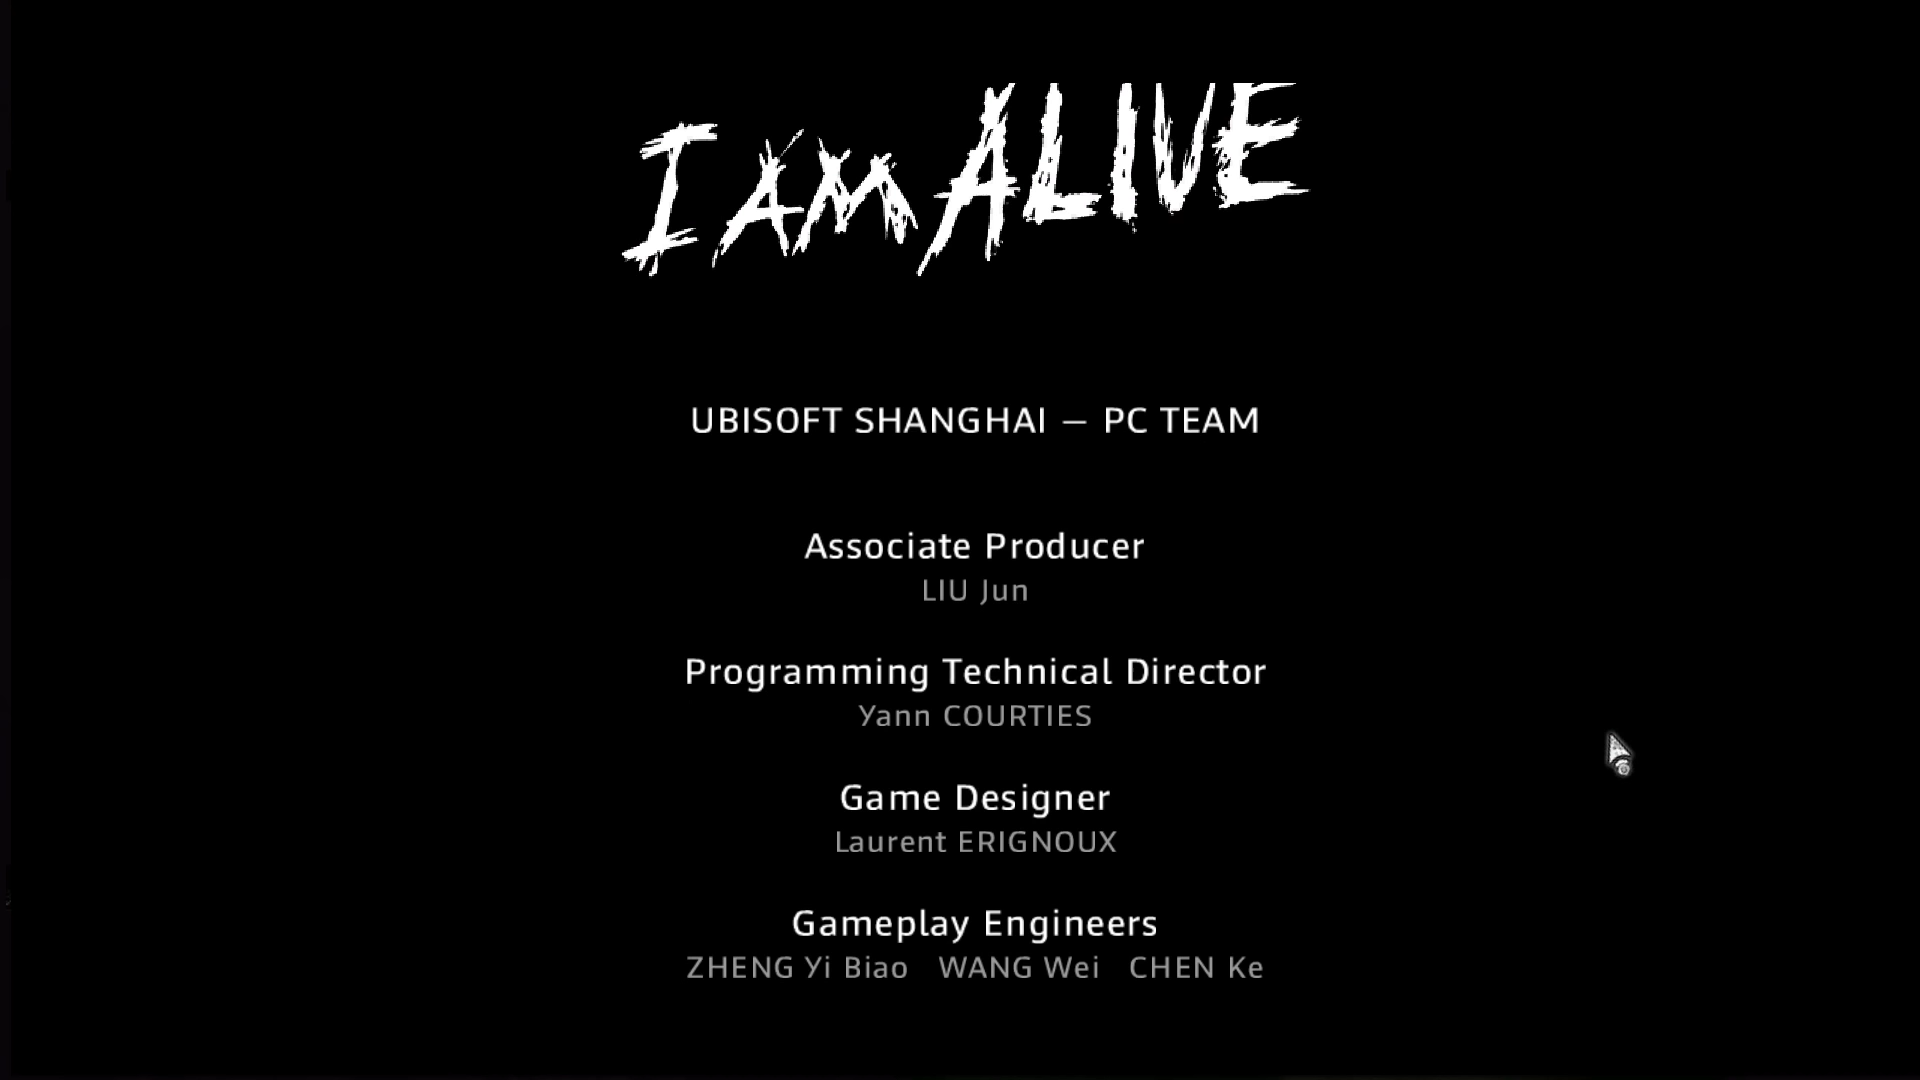 I AM ALIVE
UBISOFT SHANGHAI – PC TEAM
Associate Producer
LIU Jun
Programming Technical Director
Yann COURTIES
Game Designer
Laurent ERIGNOUX
Gameplay Engineers
ZHENG Yi Biao WANG Wei CHEN Ke